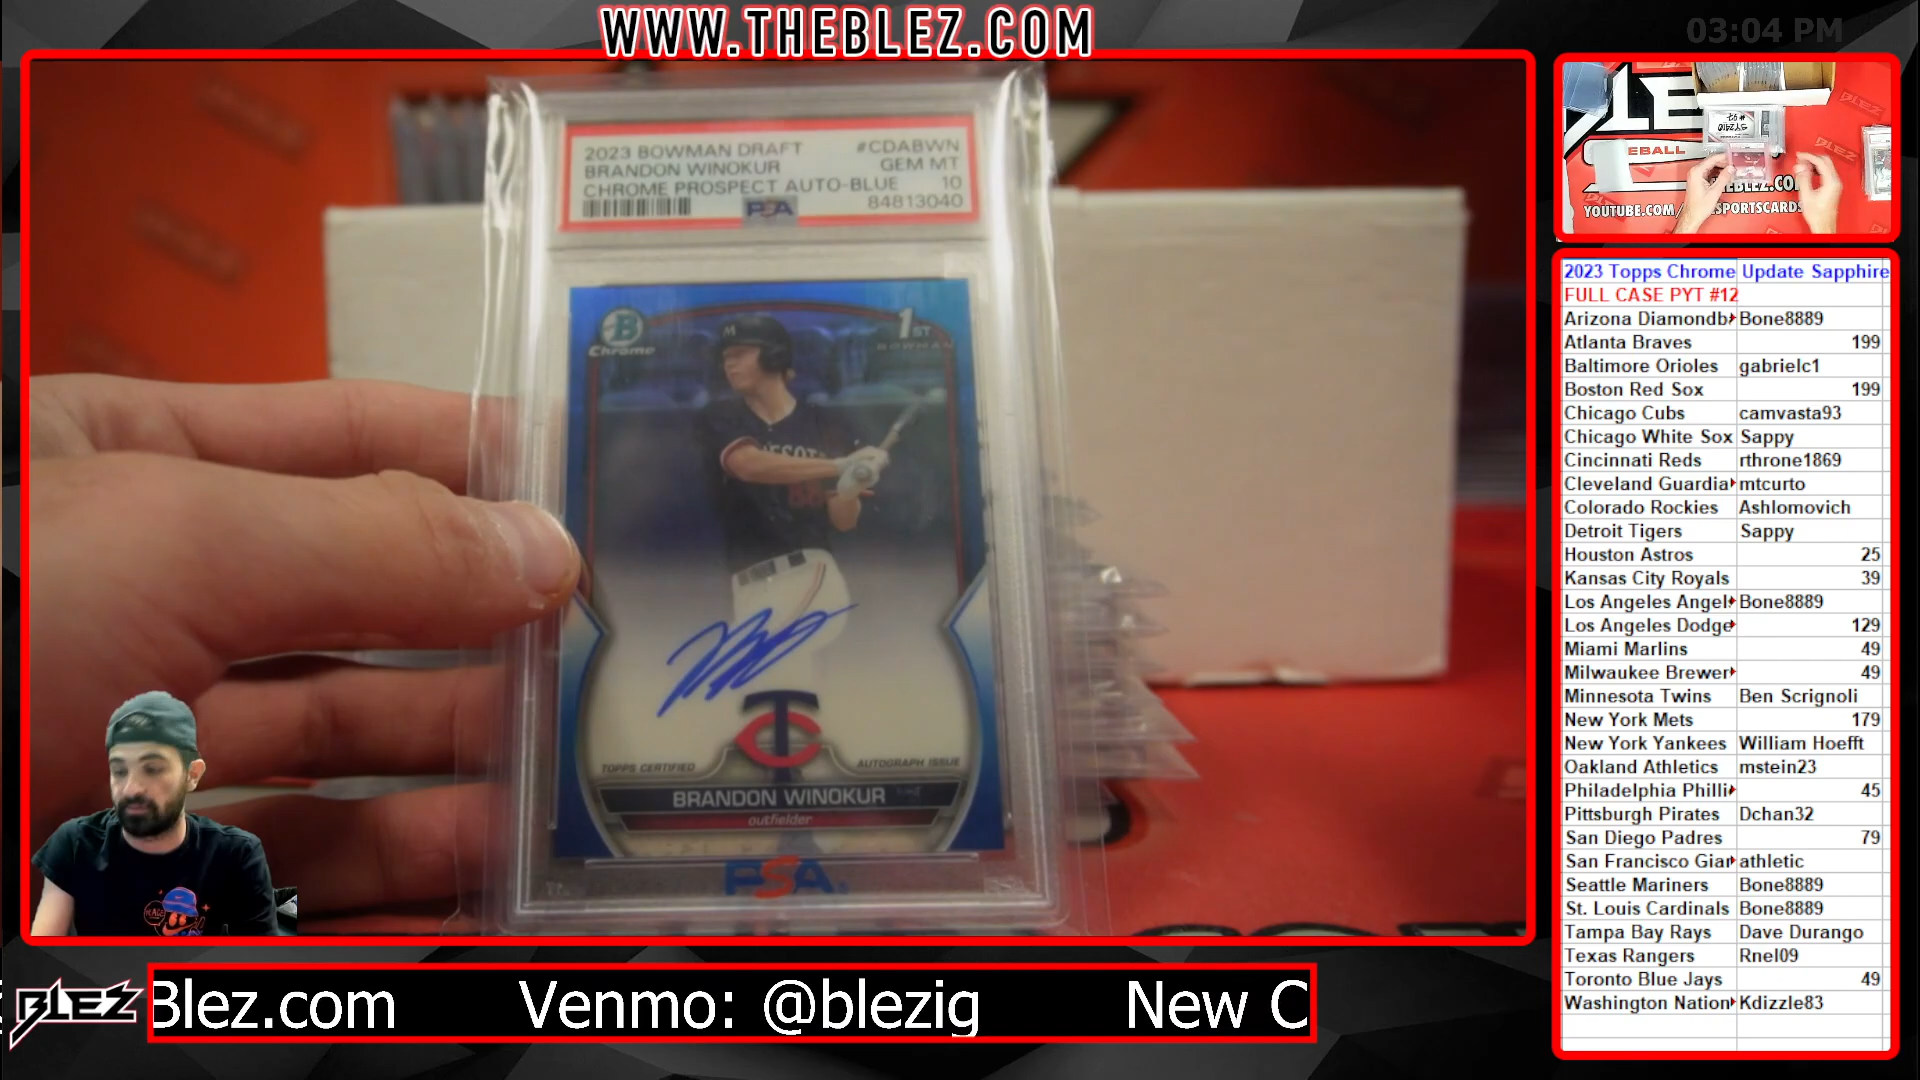 WWW.THEBLEZ.COM
03:04 PM
2023 BOWMAN DRAFT #CDABWN
BRANDON WINOKUR GEM MT
CHROME PROSPECT AUTO-BLUE 10
PSA 84813040
B
Chrome
1ST
BOWMAN
M
TC
TOPPS CERTIFIED
AUTOGRAPH ISSUE
BRANDON WINOKUR
outfielder
PSA
BLEZ
Blez.com Venmo: @blezig New C
BLE
BLEZ
#97
EBALL
BLEZ
YOUTUBE.COM/
SPORTSCARDS
2023 Topps Chrome Update Sapphire
FULL CASE PYT #12
Arizona Diamondb Bone8889
Atlanta Braves 199
Baltimore Orioles gabrielc1
Boston Red Sox 199
Chicago Cubs camvasta93
Chicago White Sox Sappy
Cincinnati Reds rthrone1869
Cleveland Guardia mtcurto
Colorado Rockies Ashlomovich
Detroit Tigers Sappy
Houston Astros 25
Kansas City Royals 39
Los Angeles Angel Bone8889
Los Angeles Dodge 129
Miami Marlins 49
Milwaukee Brewer 49
Minnesota Twins Ben Scrignoli
New York Mets 179
New York Yankees William Hoefft
Oakland Athletics mstein23
Philadelphia Philli 45
Pittsburgh Pirates Dchan32
San Diego Padres 79
San Francisco Giar athletic
Seattle Mariners Bone8889
St. Louis Cardinals Bone8889
Tampa Bay Rays Dave Durango
Texas Rangers Rnel09
Toronto Blue Jays 49
Washington Nation Kdizzle83